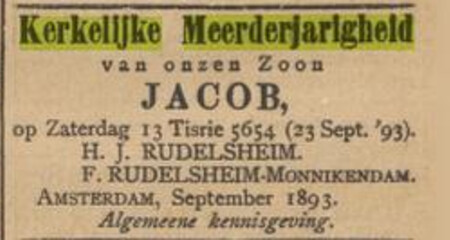 Kerkelijke Meerderjarigheid
van onzen Zoon
JACOB,
op Zaterdag 13 Tisrie 5654 (23 Sept. '93).
H. J. RUDELSHEIM.
F. RUDELSHEIM-MONNIKENDAM.
AMSTERDAM, September 1893.
Algemeene kennisgeving.